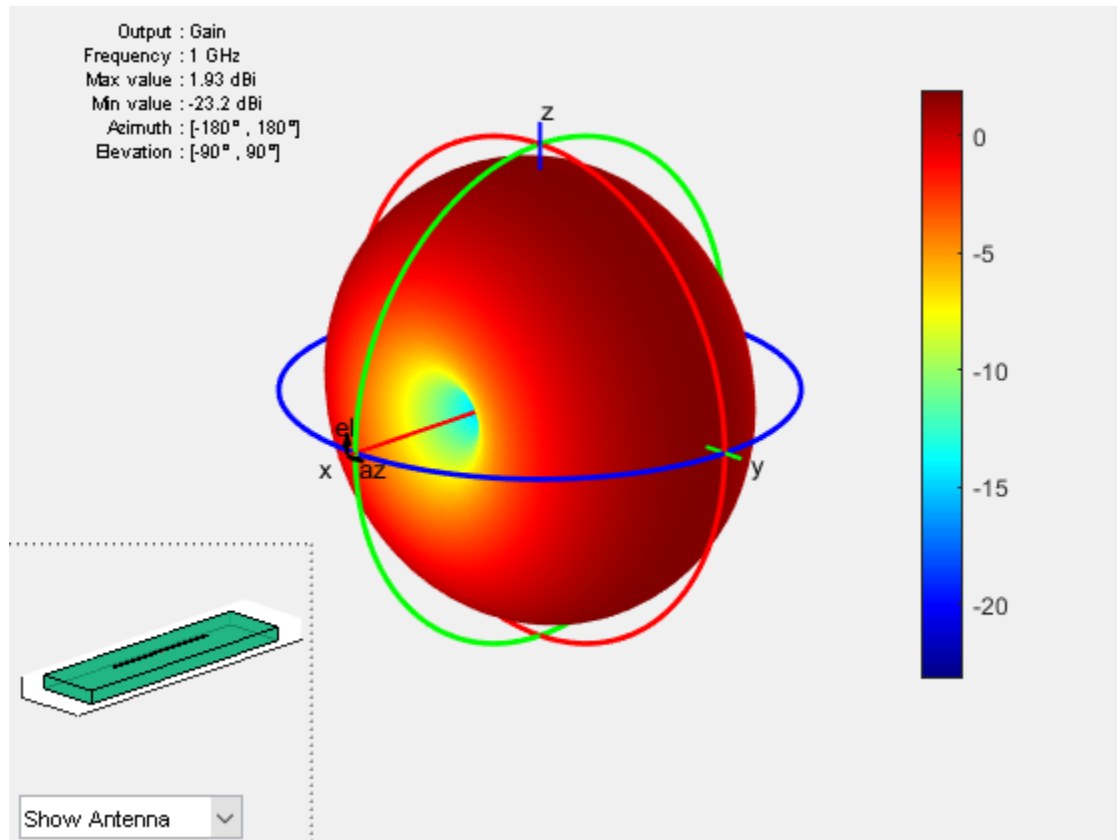 Output : Gain
Frequency : 1 GHz
Max value : 1.93 dBi
Min value : -23.2 dBi
Azimuth : [-180° , 180°]
Elevation : [-90° , 90°]
z
0
-5
-10
-15
-20
el
x
az
y
Show Antenna